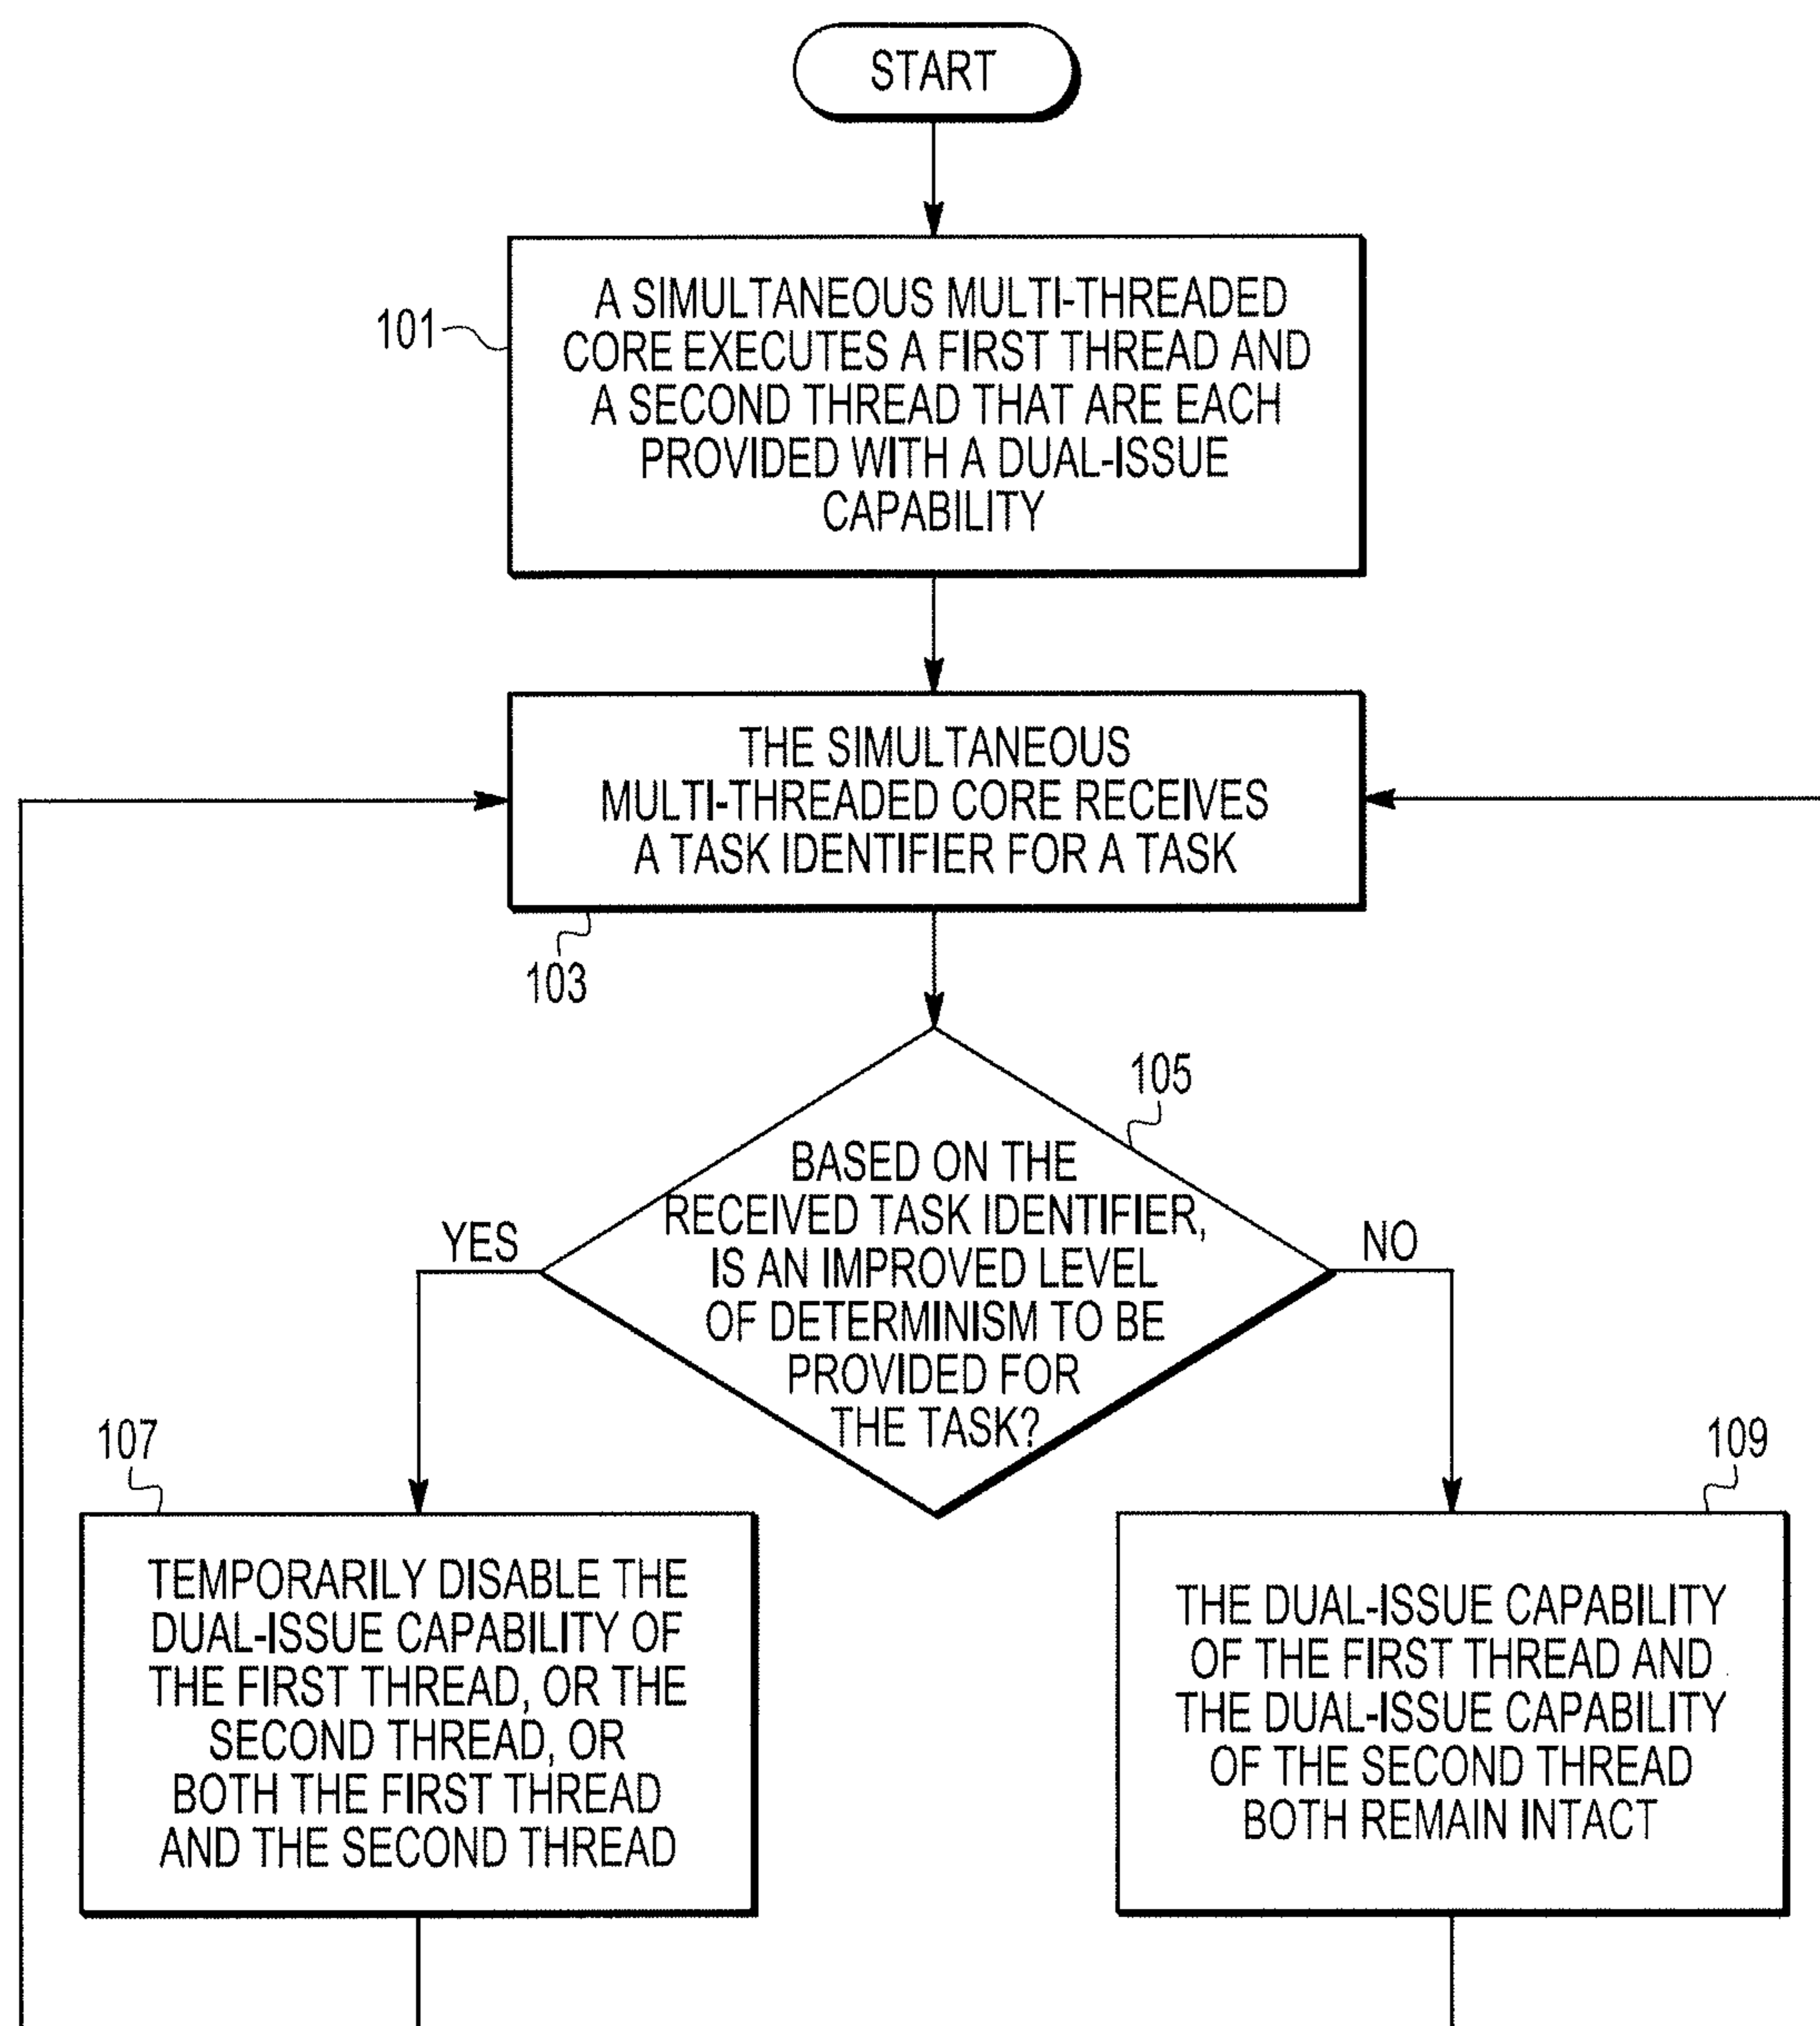 START
101
A SIMULTANEOUS MULTI-THREADED
CORE EXECUTES A FIRST THREAD AND
A SECOND THREAD THAT ARE EACH
PROVIDED WITH A DUAL-ISSUE
CAPABILITY
THE SIMULTANEOUS
MULTI-THREADED CORE RECEIVES
A TASK IDENTIFIER FOR A TASK
103
105
BASED ON THE
RECEIVED TASK IDENTIFIER,
IS AN IMPROVED LEVEL
OF DETERMINISM TO BE
PROVIDED FOR
THE TASK?
YES
NO
107
TEMPORARILY DISABLE THE
DUAL-ISSUE CAPABILITY OF
THE FIRST THREAD, OR THE
SECOND THREAD, OR
BOTH THE FIRST THREAD
AND THE SECOND THREAD
109
THE DUAL-ISSUE CAPABILITY
OF THE FIRST THREAD AND
THE DUAL-ISSUE CAPABILITY
OF THE SECOND THREAD
BOTH REMAIN INTACT